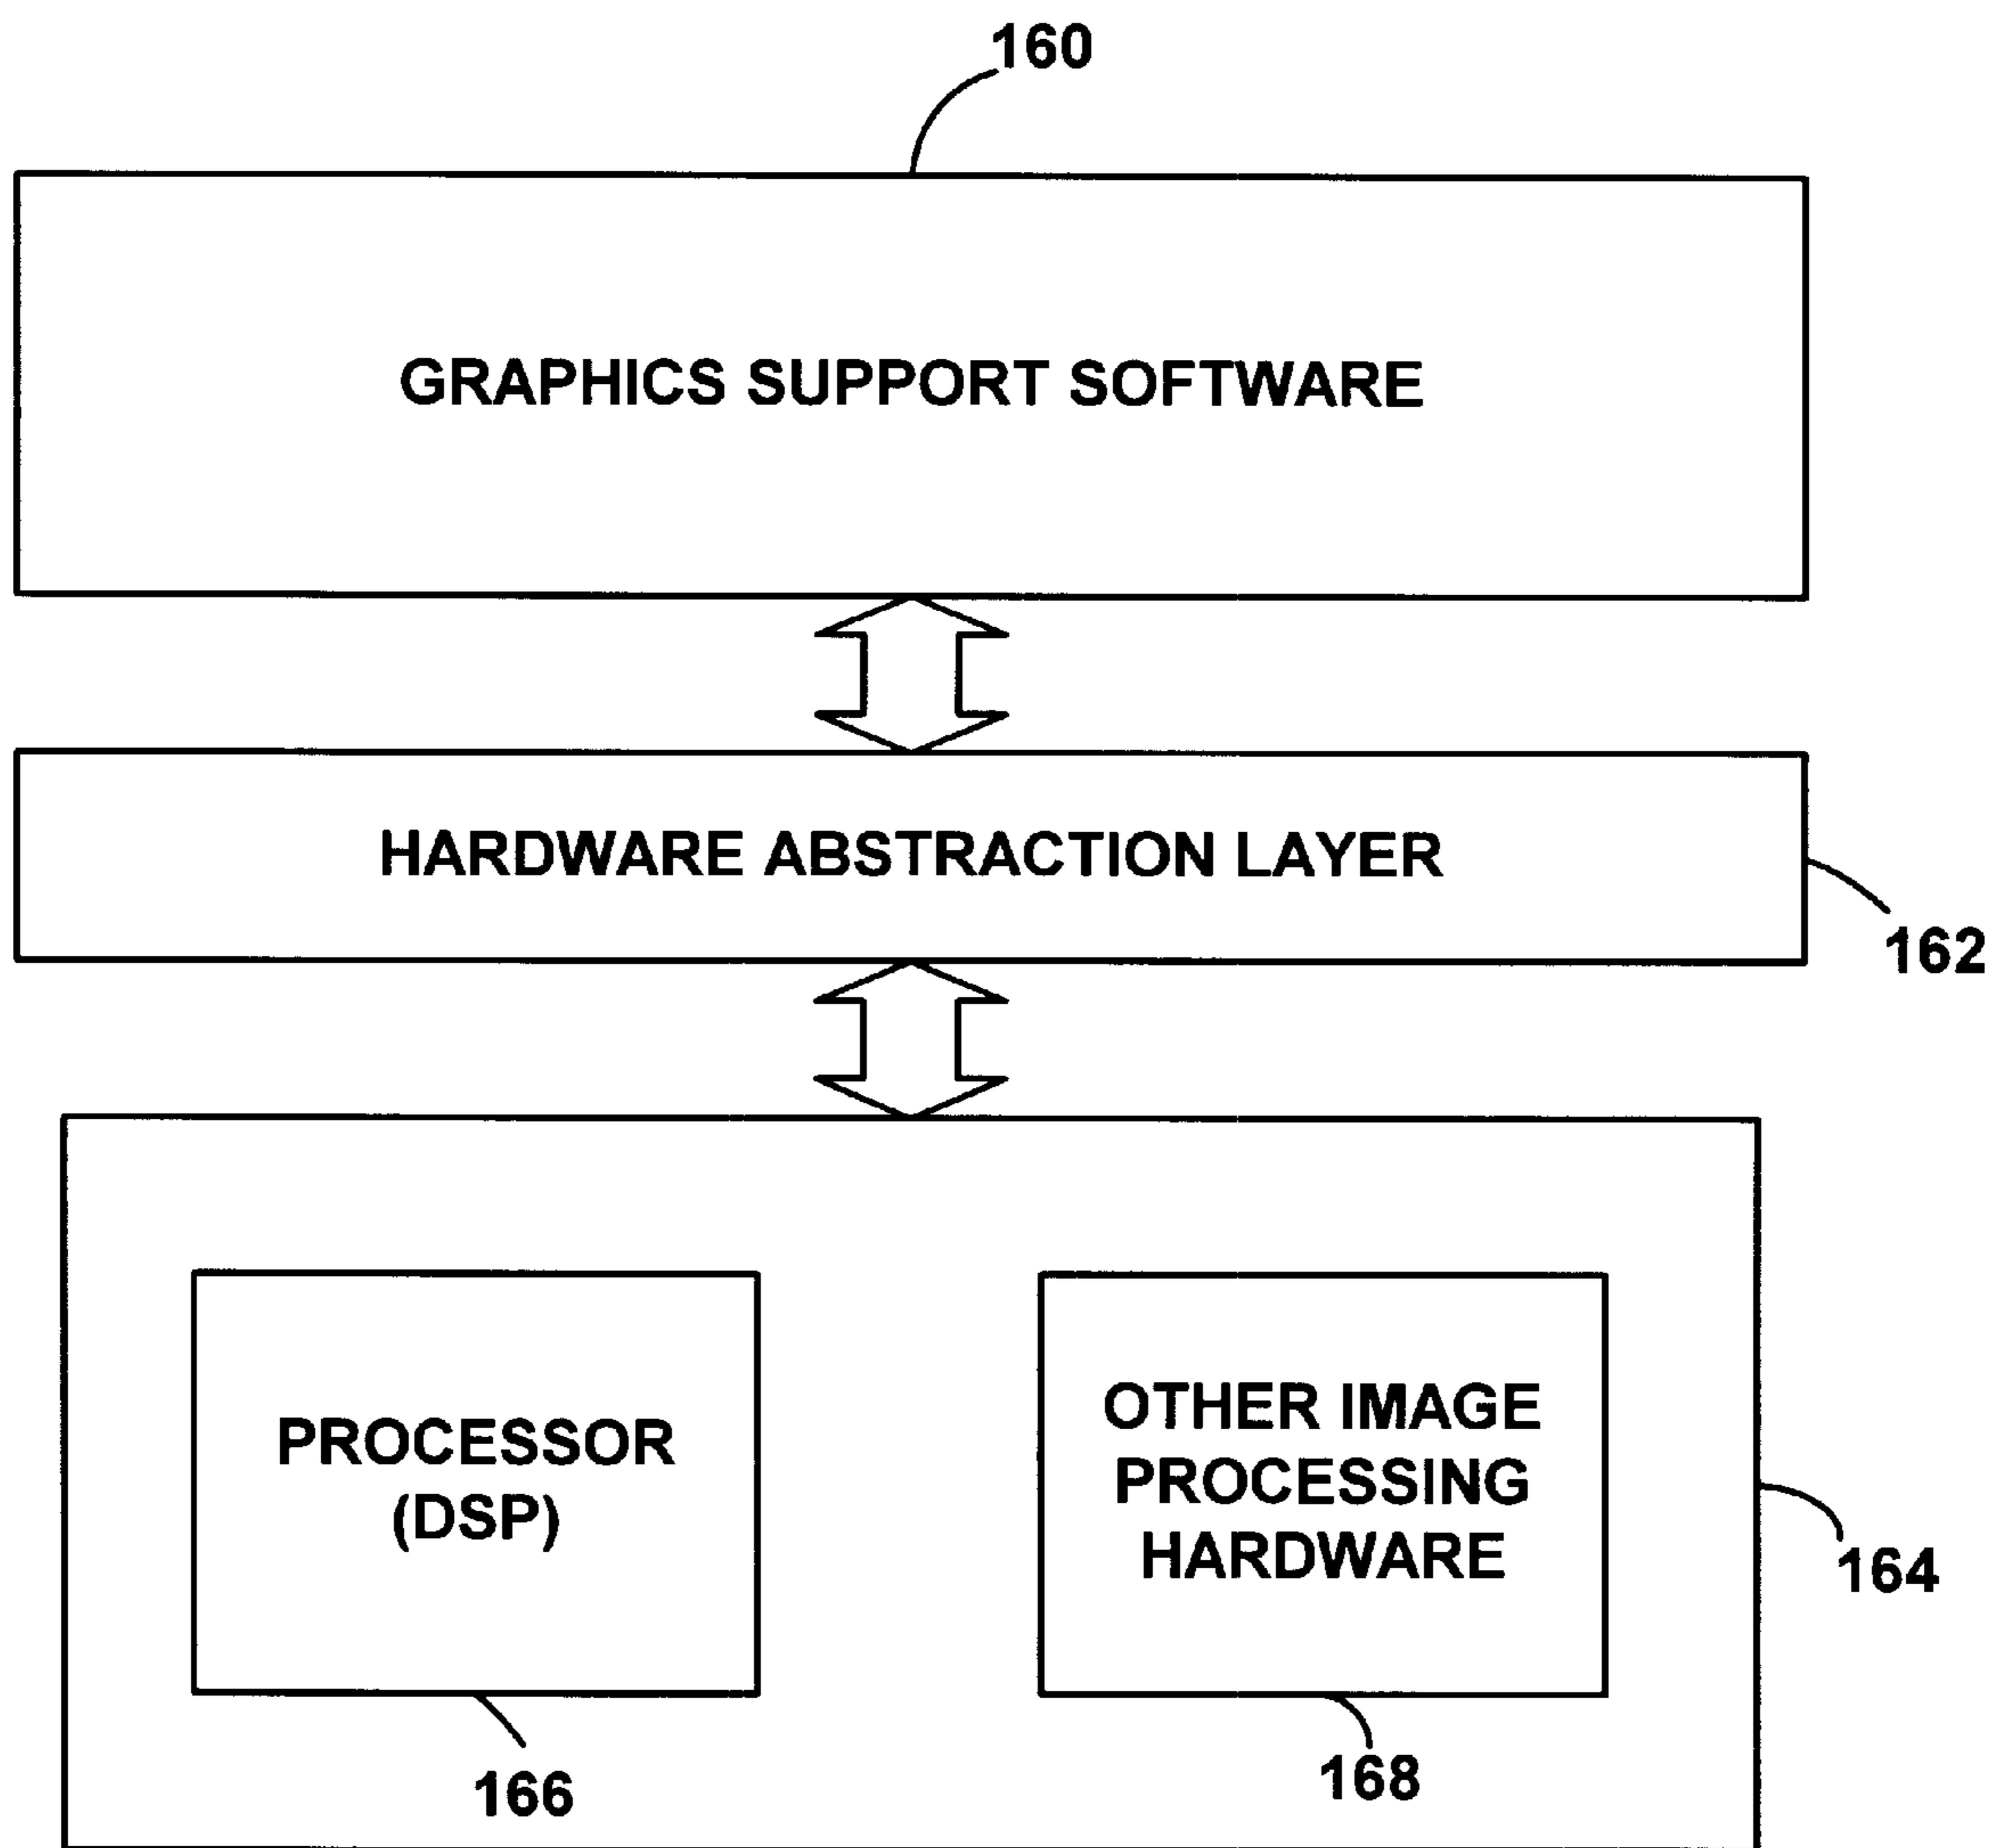 160
GRAPHICS SUPPORT SOFTWARE
HARDWARE ABSTRACTION LAYER
162
PROCESSOR
(DSP)
OTHER IMAGE
PROCESSING
HARDWARE
164
166
168